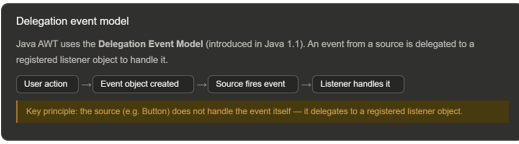 Delegation event model
Java AWT uses the Delegation Event Model (introduced in Java 1.1). An event from a source is delegated to a
registered listener object to handle it.
User action → Event object created → Source fires event → Listener handles it
Key principle: the source (e.g. Button) does not handle the event itself — it delegates to a registered listener object.